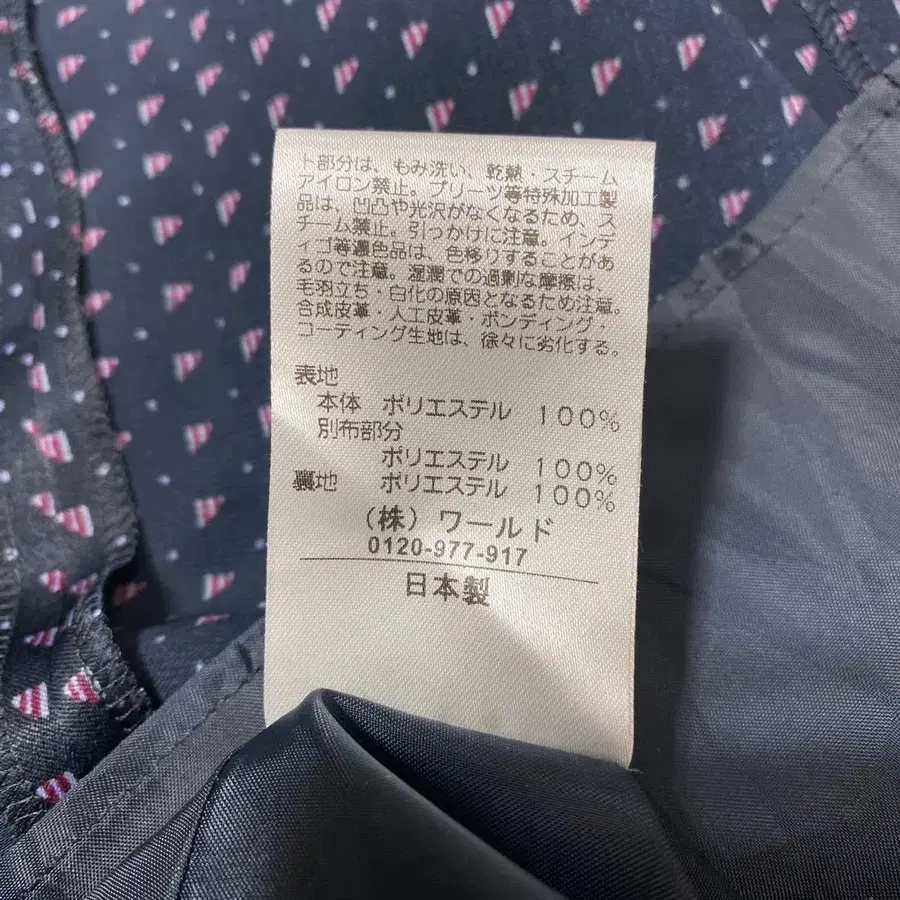 ト部分は、もみ洗い、乾熱・スチーム
アイロン禁止。プリーツ等特殊加工製
品は、凹凸や光沢がなくなるため、ス
チーム禁止。引っかけに注意。インデ
ィゴ等濃色品は、色移りすることがあ
るので注意。湿潤での過剰な摩擦は、
毛羽立ち・白化の原因となるため注意。
合成皮革・人工皮革・ボンディング・
コーティング生地は、徐々に劣化する。
表地
本体 ポリエステル 100%
別布部分
ポリエステル 100%
裏地 ポリエステル 100%
(株)ワールド
0120-977-917
日本製